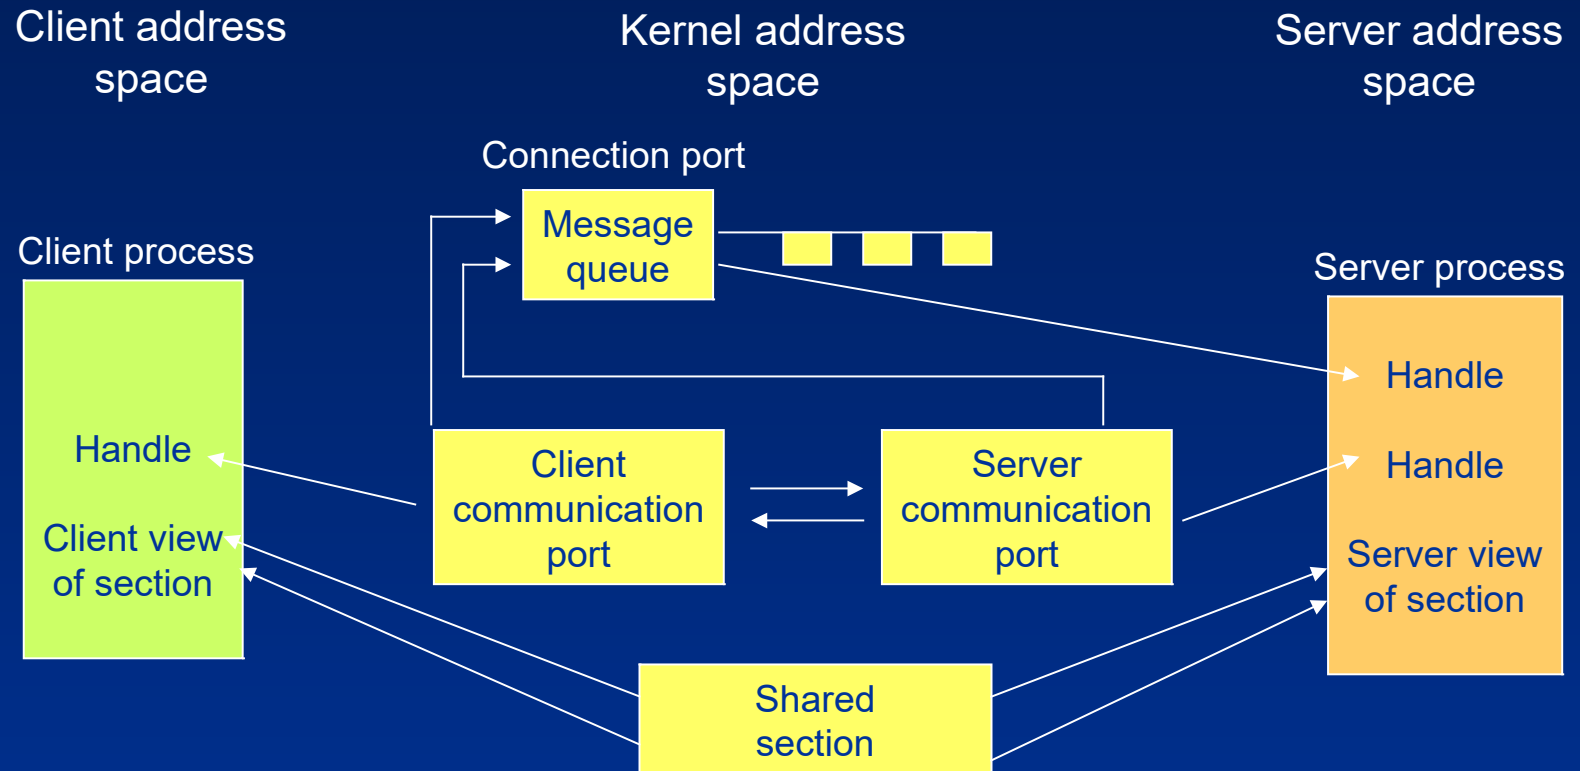 Client address
space
Kernel address
space
Server address
space
Connection port
Message
queue
Client process
Server process
Handle
Handle
Handle
Client
communication
port
Server
communication
port
Client view
of section
Server view
of section
Shared
section